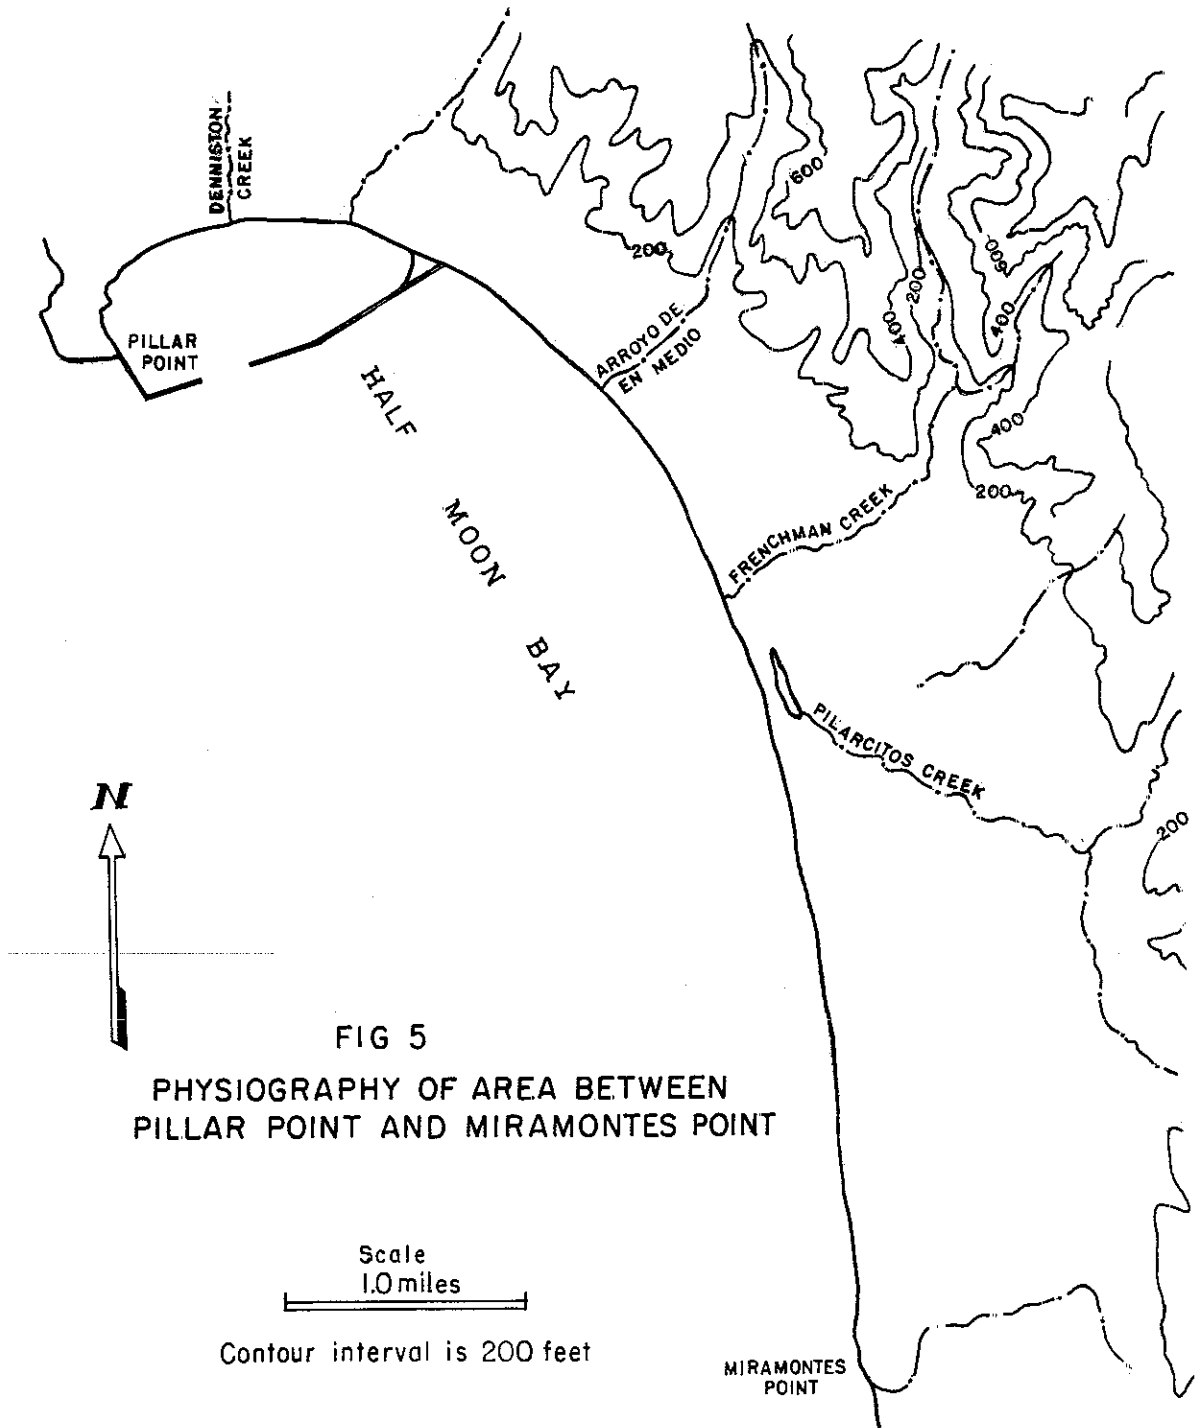 DENNISTON
CREEK
600
200
200
600
400
400
PILLAR
POINT
ARROYO DE
EN MEDIO
HALF
MOON
BAY
400
200
FRENCHMAN CREEK
PILARCITOS CREEK
200
N
FIG 5
PHYSIOGRAPHY OF AREA BETWEEN
PILLAR POINT AND MIRAMONTES POINT
Scale
1.0 miles
Contour interval is 200 feet
MIRAMONTES
POINT